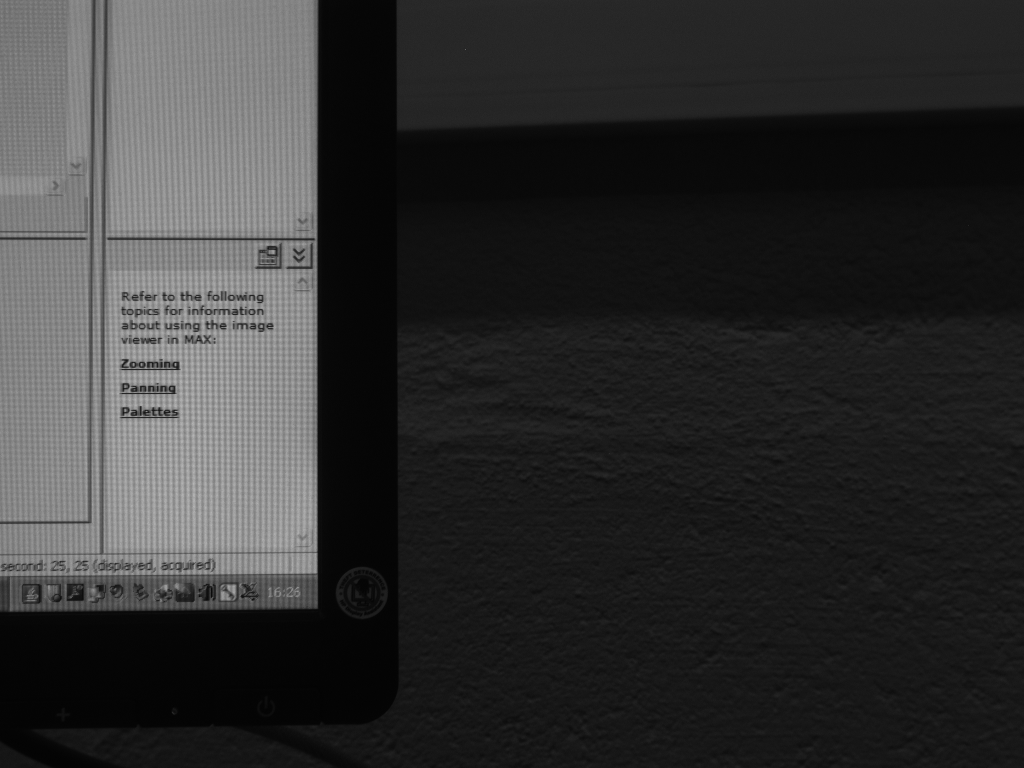 Refer to the following
topics for information
about using the image
viewer in MAX:
Zooming
Panning
Palettes
second: 25, 25 (displayed, acquired)
16:26